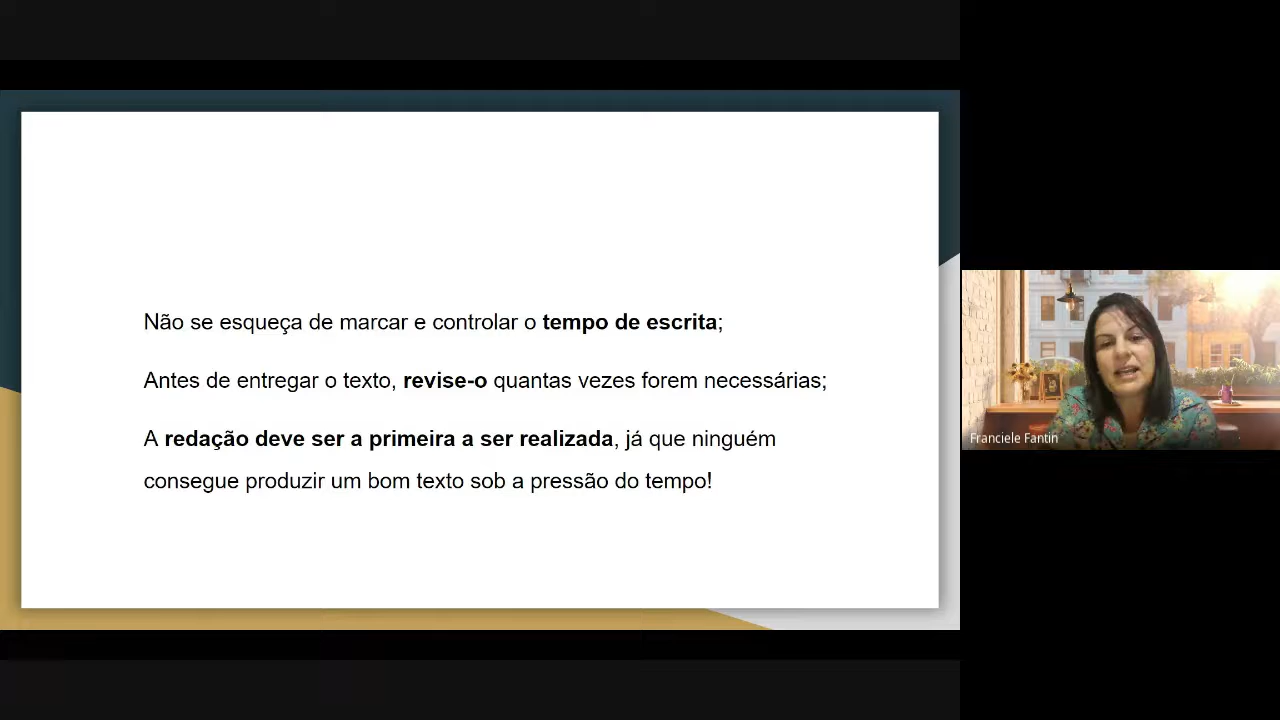 Não se esqueça de marcar e controlar o tempo de escrita;
Antes de entregar o texto, revise-o quantas vezes forem necessárias;
A redação deve ser a primeira a ser realizada, já que ninguém
consegue produzir um bom texto sob a pressão do tempo!
Franciele Fantin